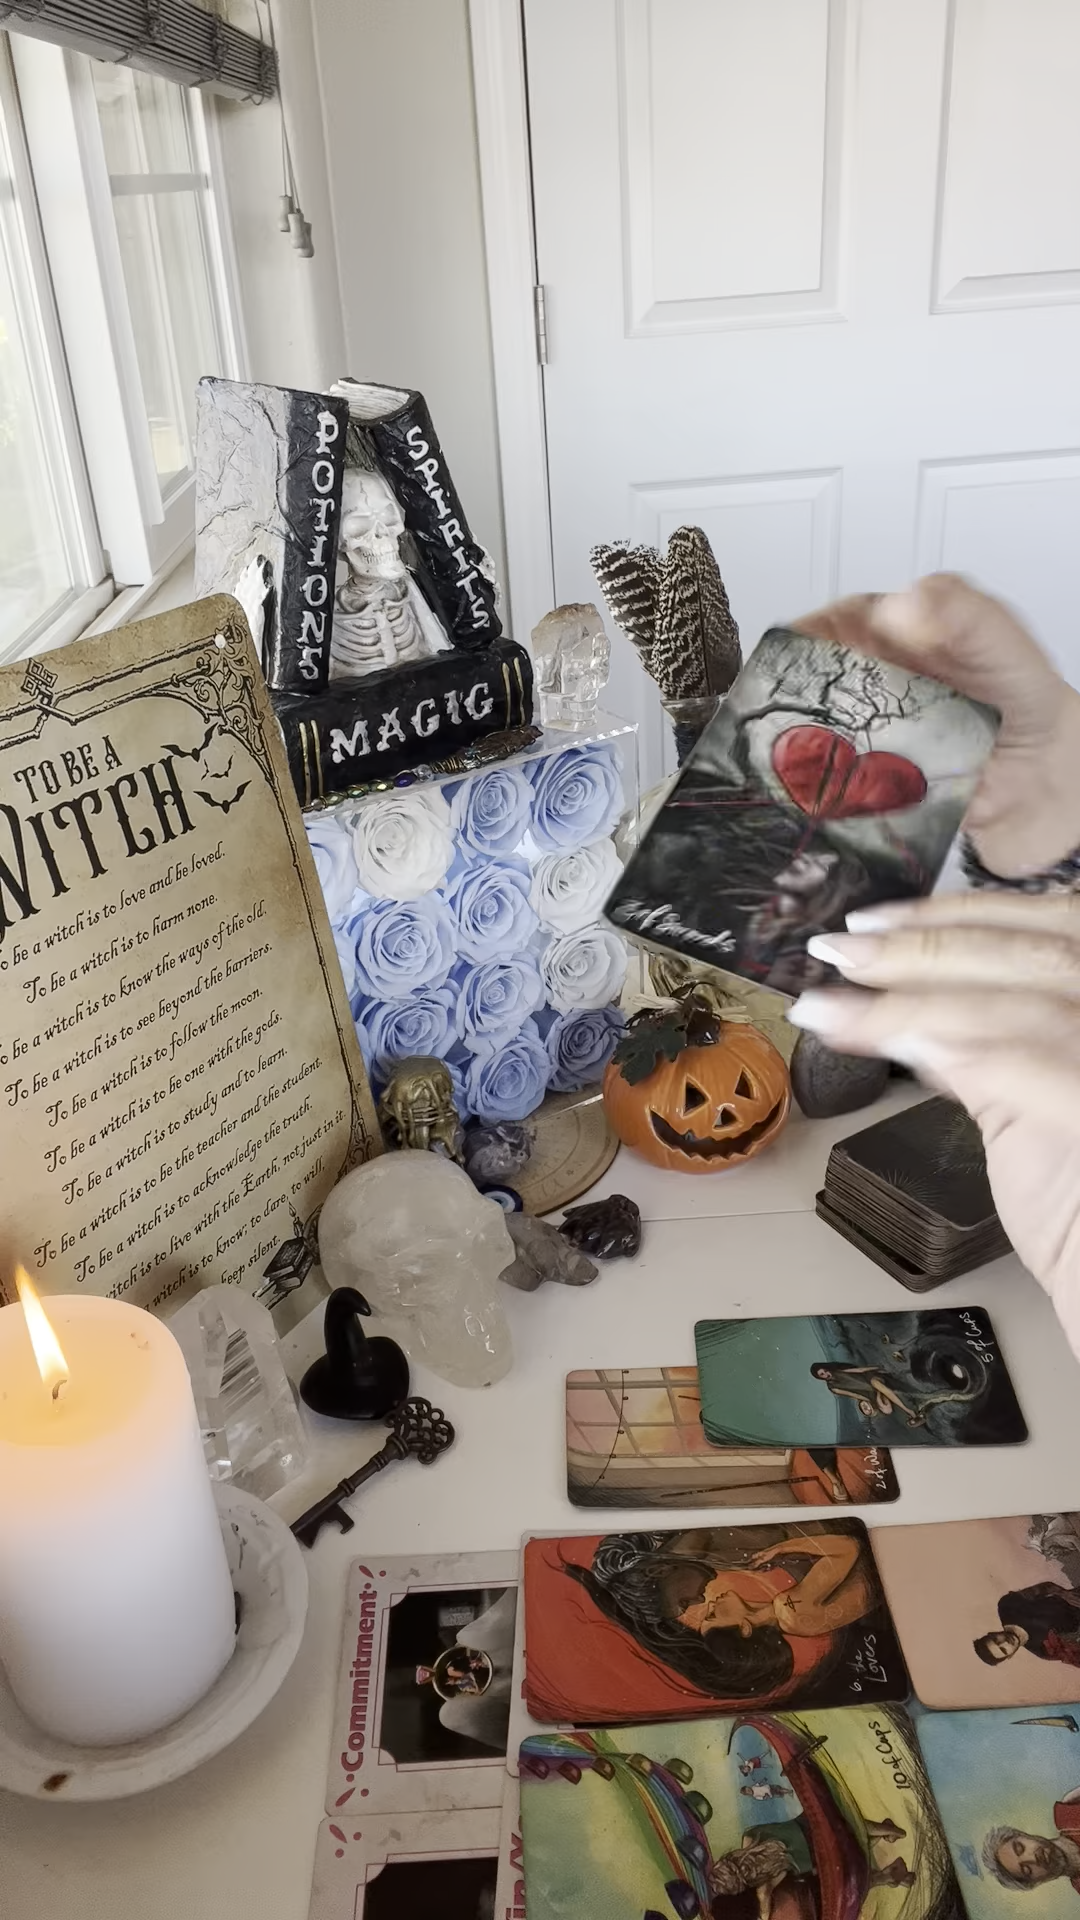 POTIONS
SPIRITS
MAGIC
TO BE A
WITCH
To be a witch is to love and be loved.
To be a witch is to harm none.
To be a witch is to know the ways of the old.
To be a witch is to see beyond the barriers.
To be a witch is to follow the moon.
To be a witch is to be one with the gods.
To be a witch is to study and to learn.
To be a witch is to be the teacher and the student.
To be a witch is to acknowledge the truth.
To be a witch is to live with the Earth, not just in it.
witch is to know; to dare, to will,
keep silent.
3 of Swords
5 of Cups
2 of
Commitment
6. the
Lovers
10 of Cups